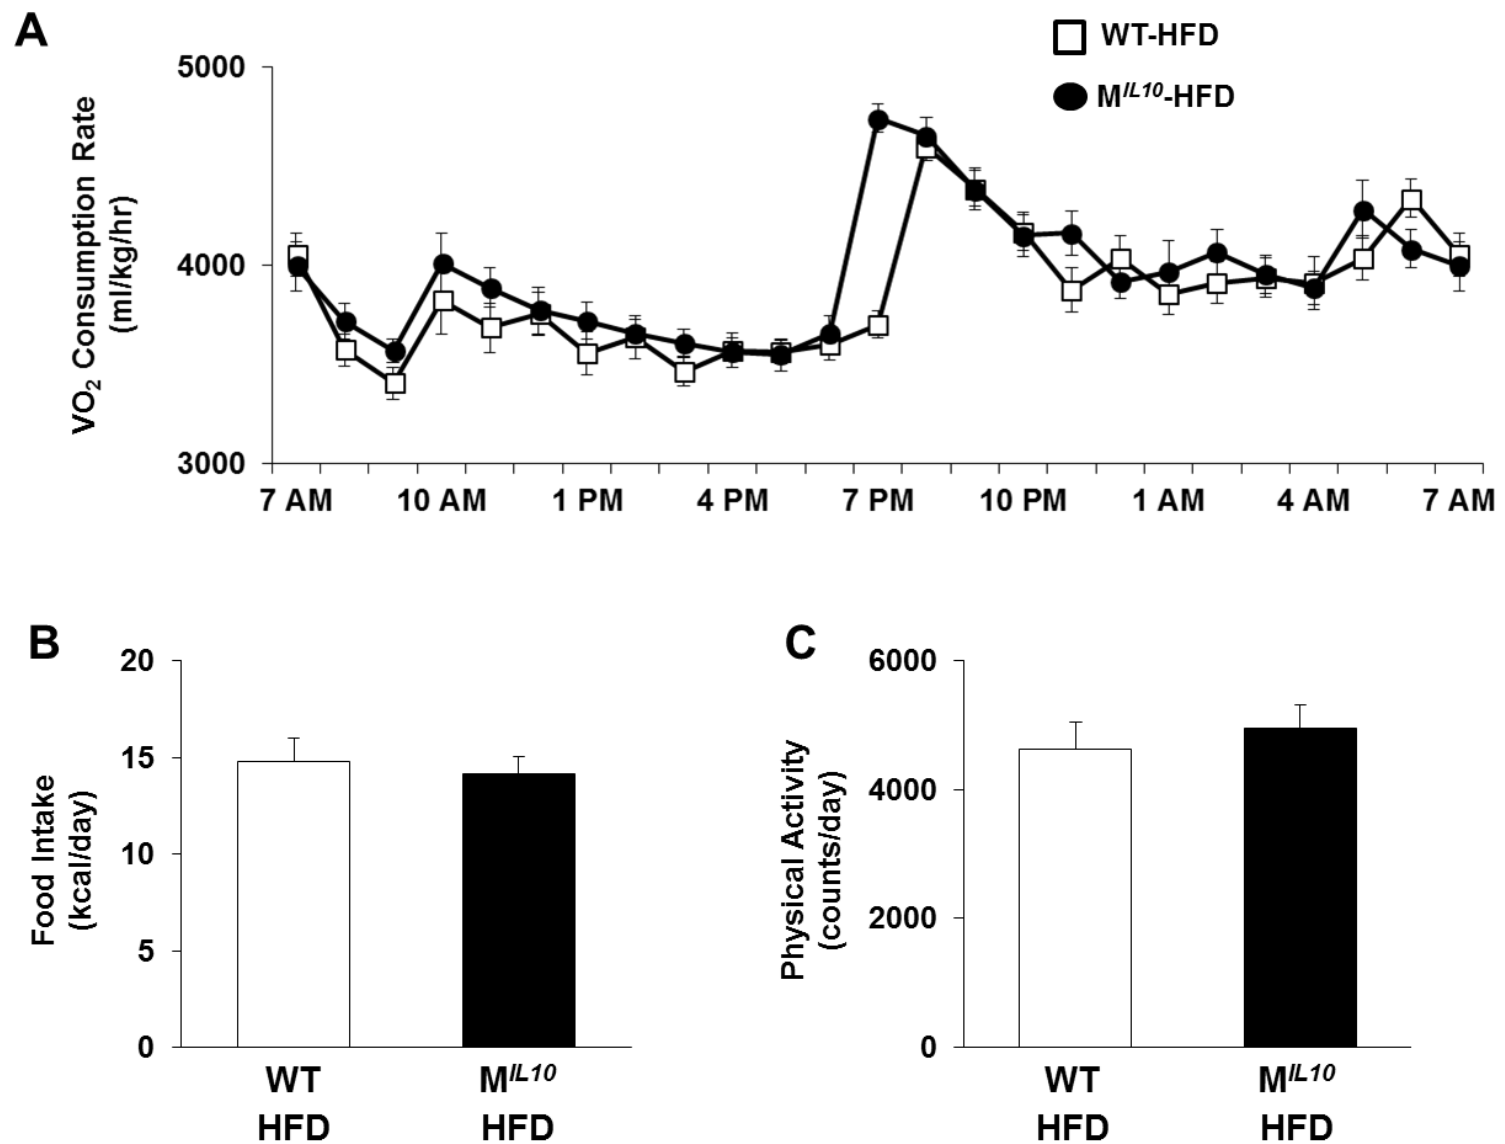 A
WT-HFD
M^IL10-HFD
5000
4000
3000
VO₂ Consumption Rate
(ml/kg/hr)
7 AM 10 AM 1 PM 4 PM 7 PM 10 PM 1 AM 4 AM 7 AM
B
20
15
10
5
0
Food Intake
(kcal/day)
WT M^IL10
HFD HFD
C
6000
4000
2000
0
Physical Activity
(counts/day)
WT M^IL10
HFD HFD